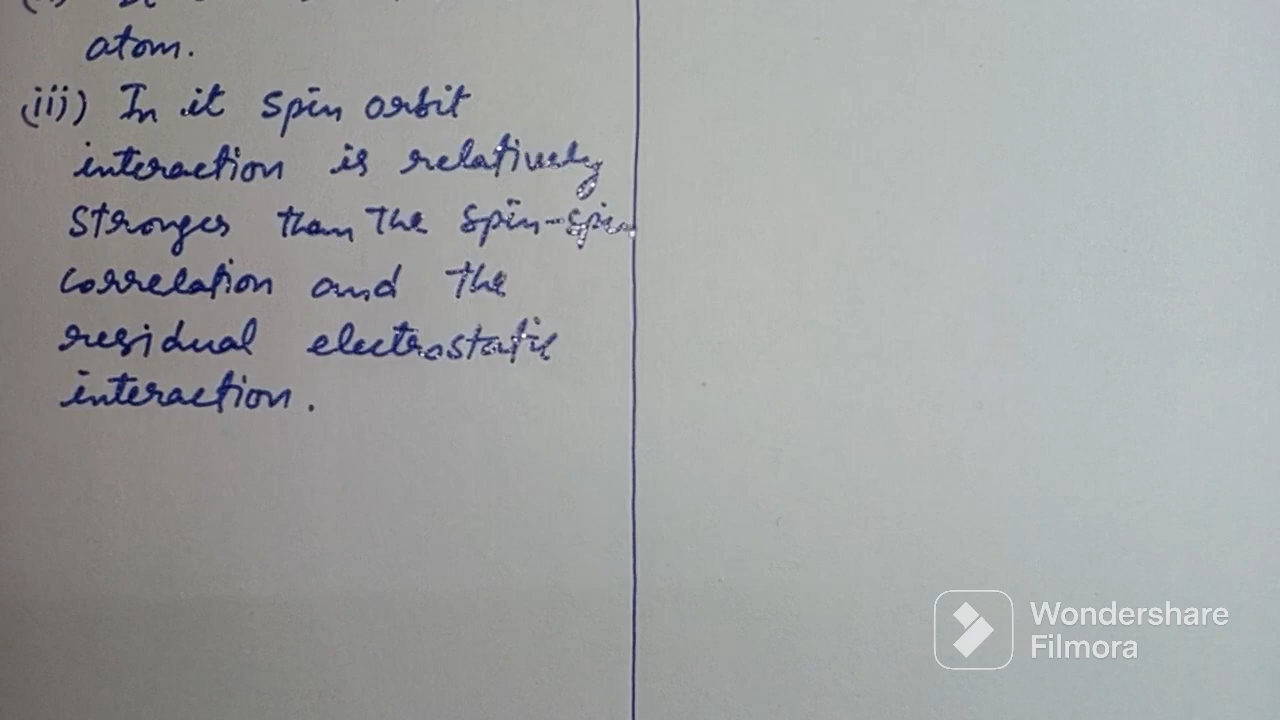 atom.
(iii) In it spin orbit
interaction is relatively
stronger than the spin-spin
correlation and the
residual electrostatic
interaction.
Wondershare
Filmora